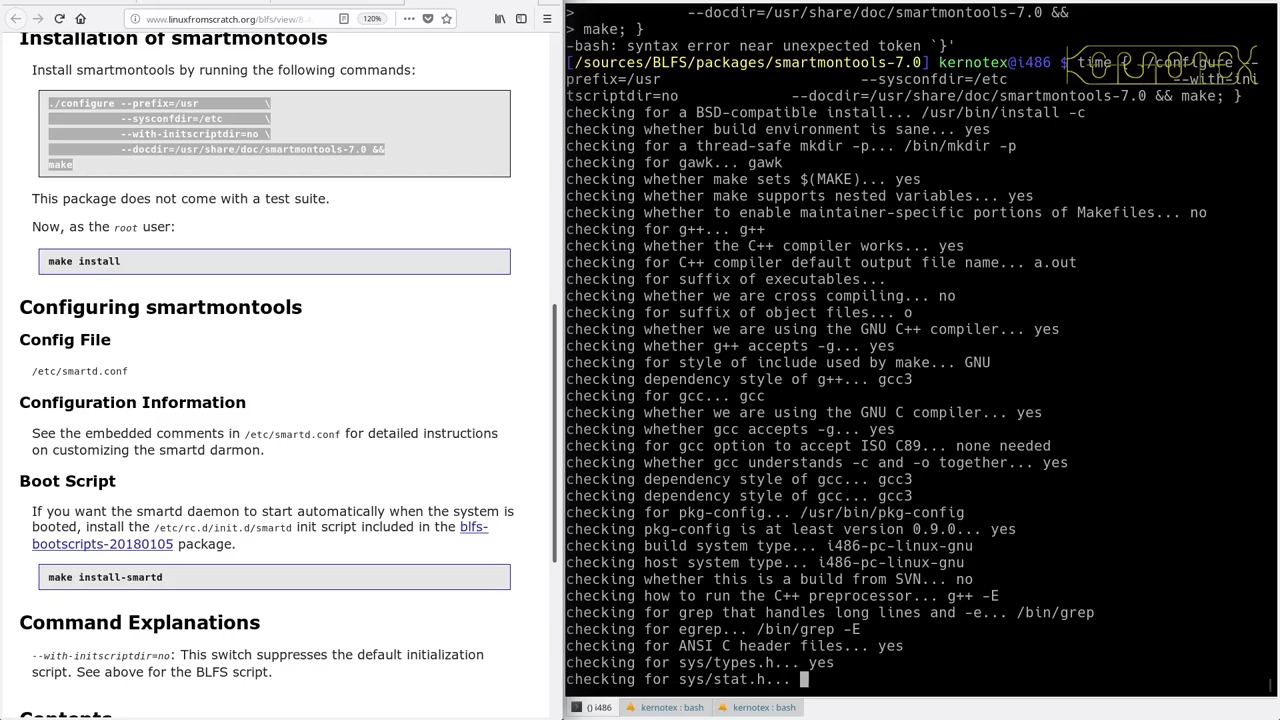 www.linuxfromscratch.org/blfs/view/8.4
120%
Installation of smartmontools
Install smartmontools by running the following commands:
./configure --prefix=/usr \
--sysconfdir=/etc \
--with-initscriptdir=no \
--docdir=/usr/share/doc/smartmontools-7.0 &&
make
This package does not come with a test suite.
Now, as the root user:
make install
Configuring smartmontools
Config File
/etc/smartd.conf
Configuration Information
See the embedded comments in /etc/smartd.conf for detailed instructions
on customizing the smartd darmon.
Boot Script
If you want the smartd daemon to start automatically when the system is
booted, install the /etc/rc.d/init.d/smartd init script included in the blfs-
bootscripts-20180105 package.
make install-smartd
Command Explanations
--with-initscriptdir=no: This switch suppresses the default initialization
script. See above for the BLFS script.
Contents
> --docdir=/usr/share/doc/smartmontools-7.0 &&
> make; }
-bash: syntax error near unexpected token `}'
[/sources/BLFS/packages/smartmontools-7.0] kernotex@i486 $ time { ./configure --
prefix=/usr --sysconfdir=/etc --with-ini
tscriptdir=no --docdir=/usr/share/doc/smartmontools-7.0 && make; }
checking for a BSD-compatible install... /usr/bin/install -c
checking whether build environment is sane... yes
checking for a thread-safe mkdir -p... /bin/mkdir -p
checking for gawk... gawk
checking whether make sets $(MAKE)... yes
checking whether make supports nested variables... yes
checking whether to enable maintainer-specific portions of Makefiles... no
checking for g++... g++
checking whether the C++ compiler works... yes
checking for C++ compiler default output file name... a.out
checking for suffix of executables...
checking whether we are cross compiling... no
checking for suffix of object files... o
checking whether we are using the GNU C++ compiler... yes
checking whether g++ accepts -g... yes
checking for style of include used by make... GNU
checking dependency style of g++... gcc3
checking for gcc... gcc
checking whether we are using the GNU C compiler... yes
checking whether gcc accepts -g... yes
checking for gcc option to accept ISO C89... none needed
checking whether gcc understands -c and -o together... yes
checking dependency style of gcc... gcc3
checking dependency style of gcc... gcc3
checking for pkg-config... /usr/bin/pkg-config
checking pkg-config is at least version 0.9.0... yes
checking build system type... i486-pc-linux-gnu
checking host system type... i486-pc-linux-gnu
checking whether this is a build from SVN... no
checking how to run the C++ preprocessor... g++ -E
checking for grep that handles long lines and -e... /bin/grep
checking for egrep... /bin/grep -E
checking for ANSI C header files... yes
checking for sys/types.h... yes
checking for sys/stat.h...
() i486
kernotex : bash
kernotex : bash